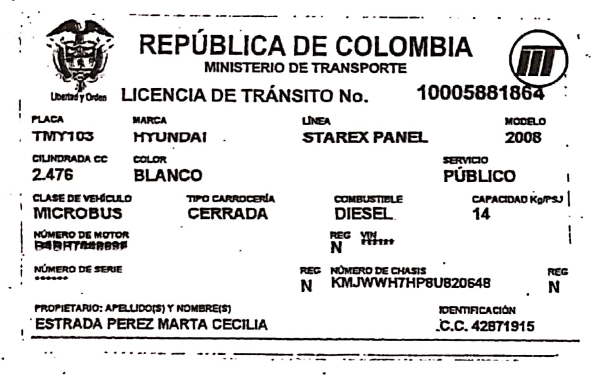 REPÚBLICA DE COLOMBIA
MINISTERIO DE TRANSPORTE
Libertad y Orden
LICENCIA DE TRÁNSITO No. 10005881864
PLACA MARCA LÍNEA MODELO
TMY103 HYUNDAI STAREX PANEL 2008
CILINDRADA CC COLOR SERVICIO
2.476 BLANCO PÚBLICO
CLASE DE VEHÍCULO TIPO CARROCERÍA COMBUSTIBLE CAPACIDAD Kg/PSJ
MICROBUS CERRADA DIESEL 14
NÚMERO DE MOTOR REG VIN
N ******
NÚMERO DE SERIE REG NÚMERO DE CHASIS REG
****** N KMJWWH7HP8U820648 N
PROPIETARIO: APELLIDO(S) Y NOMBRE(S) IDENTIFICACIÓN
ESTRADA PEREZ MARTA CECILIA C.C. 42871915